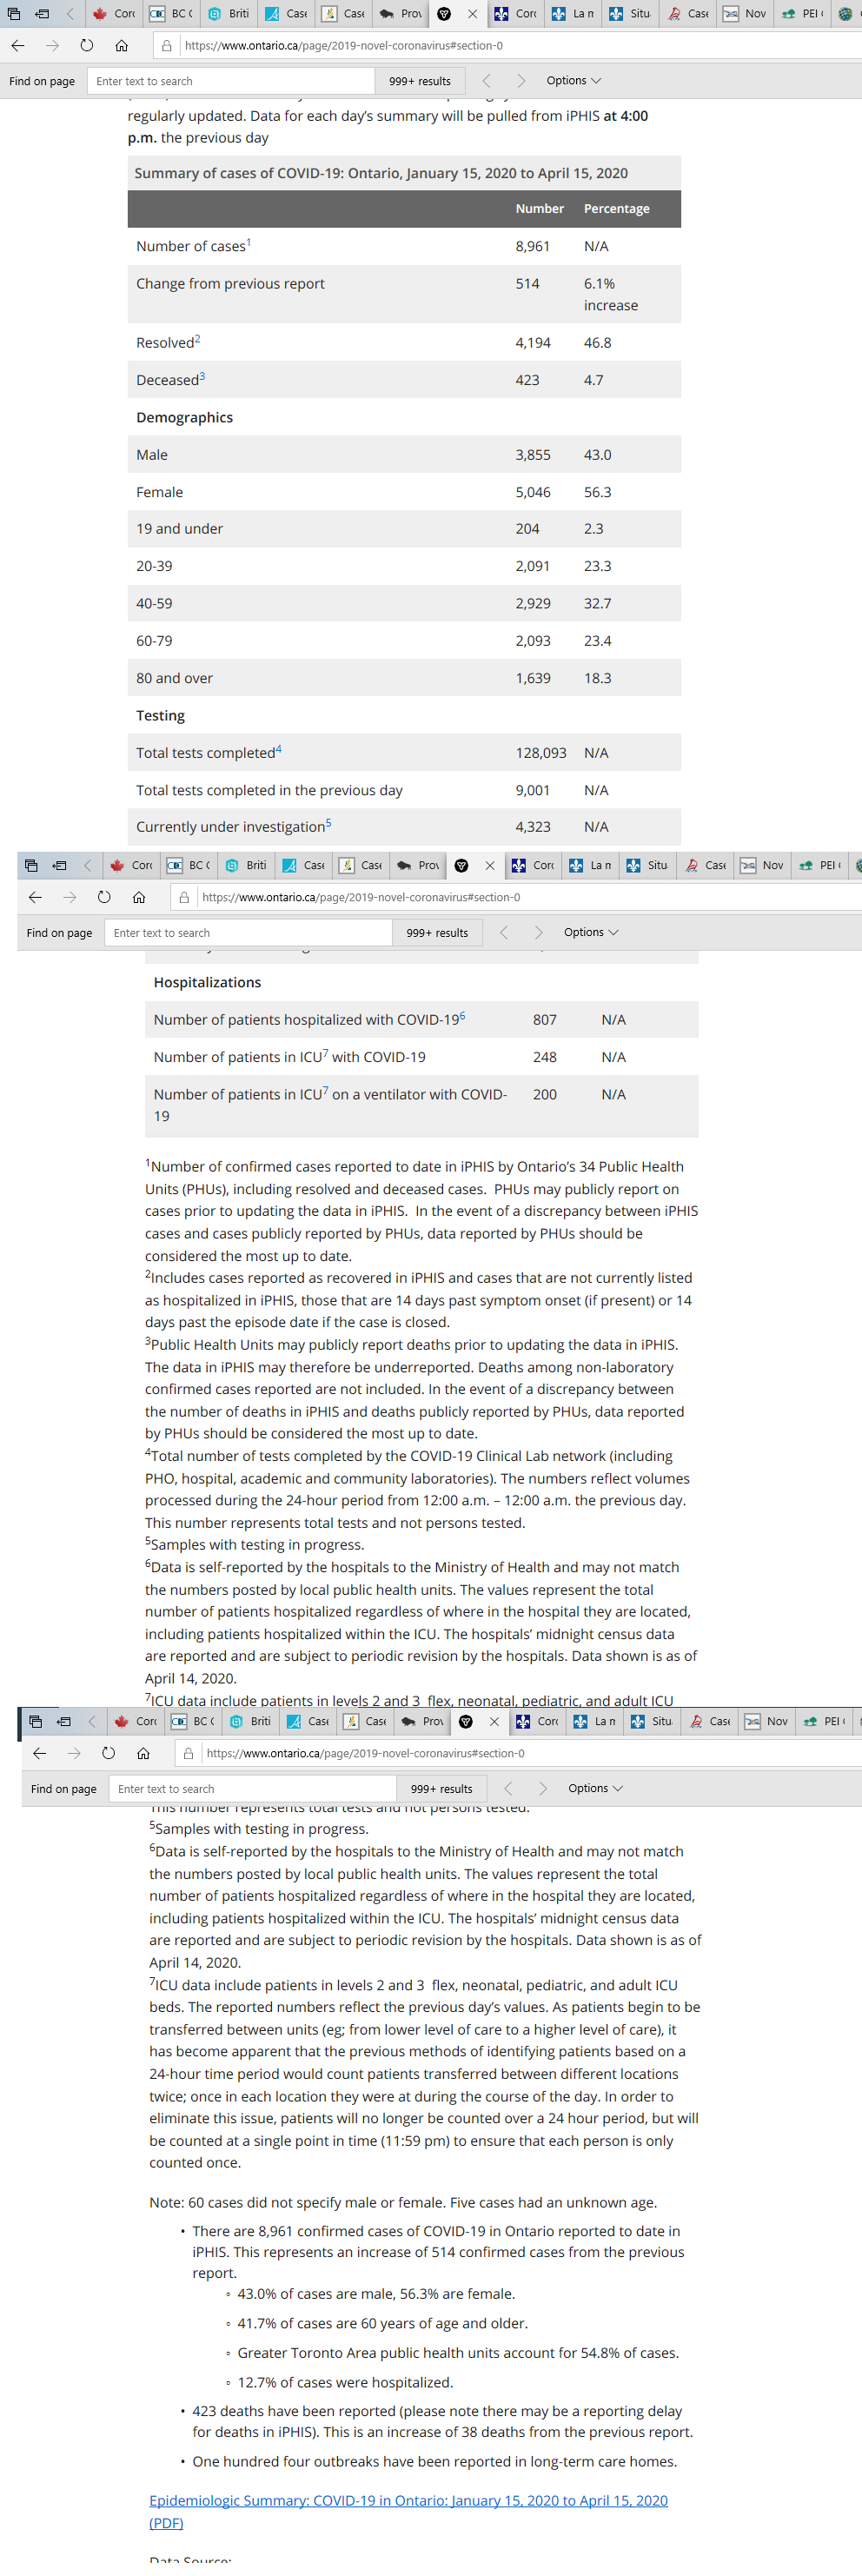 Corc BC C Briti Case Case Prov Corc La n Situ Case Nov PEI
https://www.ontario.ca/page/2019-novel-coronavirus#section-0
Find on page Enter text to search 999+ results Options
regularly updated. Data for each day's summary will be pulled from iPHIS at 4:00
p.m. the previous day
Summary of cases of COVID-19: Ontario, January 15, 2020 to April 15, 2020
Number Percentage
Number of cases1 8,961 N/A
Change from previous report 514 6.1%
increase
Resolved2 4,194 46.8
Deceased3 423 4.7
Demographics
Male 3,855 43.0
Female 5,046 56.3
19 and under 204 2.3
20-39 2,091 23.3
40-59 2,929 32.7
60-79 2,093 23.4
80 and over 1,639 18.3
Testing
Total tests completed4 128,093 N/A
Total tests completed in the previous day 9,001 N/A
Currently under investigation5 4,323 N/A
Corc BC C Briti Case Case Prov Corc La n Situ Case Nov PEI
https://www.ontario.ca/page/2019-novel-coronavirus#section-0
Find on page Enter text to search 999+ results Options
Hospitalizations
Number of patients hospitalized with COVID-196 807 N/A
Number of patients in ICU7 with COVID-19 248 N/A
Number of patients in ICU7 on a ventilator with COVID- 200 N/A
19
1Number of confirmed cases reported to date in iPHIS by Ontario's 34 Public Health
Units (PHUs), including resolved and deceased cases. PHUs may publicly report on
cases prior to updating the data in iPHIS. In the event of a discrepancy between iPHIS
cases and cases publicly reported by PHUs, data reported by PHUs should be
considered the most up to date.
2Includes cases reported as recovered in iPHIS and cases that are not currently listed
as hospitalized in iPHIS, those that are 14 days past symptom onset (if present) or 14
days past the episode date if the case is closed.
3Public Health Units may publicly report deaths prior to updating the data in iPHIS.
The data in iPHIS may therefore be underreported. Deaths among non-laboratory
confirmed cases reported are not included. In the event of a discrepancy between
the number of deaths in iPHIS and deaths publicly reported by PHUs, data reported
by PHUs should be considered the most up to date.
4Total number of tests completed by the COVID-19 Clinical Lab network (including
PHO, hospital, academic and community laboratories). The numbers reflect volumes
processed during the 24-hour period from 12:00 a.m. – 12:00 a.m. the previous day.
This number represents total tests and not persons tested.
5Samples with testing in progress.
6Data is self-reported by the hospitals to the Ministry of Health and may not match
the numbers posted by local public health units. The values represent the total
number of patients hospitalized regardless of where in the hospital they are located,
including patients hospitalized within the ICU. The hospitals' midnight census data
are reported and are subject to periodic revision by the hospitals. Data shown is as of
April 14, 2020.
7ICU data include patients in levels 2 and 3 flex, neonatal, pediatric, and adult ICU
Corc BC C Briti Case Case Prov Corc La n Situ Case Nov PEI
https://www.ontario.ca/page/2019-novel-coronavirus#section-0
Find on page Enter text to search 999+ results Options
This number represents total tests and not persons tested.
5Samples with testing in progress.
6Data is self-reported by the hospitals to the Ministry of Health and may not match
the numbers posted by local public health units. The values represent the total
number of patients hospitalized regardless of where in the hospital they are located,
including patients hospitalized within the ICU. The hospitals' midnight census data
are reported and are subject to periodic revision by the hospitals. Data shown is as of
April 14, 2020.
7ICU data include patients in levels 2 and 3 flex, neonatal, pediatric, and adult ICU
beds. The reported numbers reflect the previous day's values. As patients begin to be
transferred between units (eg; from lower level of care to a higher level of care), it
has become apparent that the previous methods of identifying patients based on a
24-hour time period would count patients transferred between different locations
twice; once in each location they were at during the course of the day. In order to
eliminate this issue, patients will no longer be counted over a 24 hour period, but will
be counted at a single point in time (11:59 pm) to ensure that each person is only
counted once.
Note: 60 cases did not specify male or female. Five cases had an unknown age.
• There are 8,961 confirmed cases of COVID-19 in Ontario reported to date in
iPHIS. This represents an increase of 514 confirmed cases from the previous
report.
◦ 43.0% of cases are male, 56.3% are female.
◦ 41.7% of cases are 60 years of age and older.
◦ Greater Toronto Area public health units account for 54.8% of cases.
◦ 12.7% of cases were hospitalized.
• 423 deaths have been reported (please note there may be a reporting delay
for deaths in iPHIS). This is an increase of 38 deaths from the previous report.
• One hundred four outbreaks have been reported in long-term care homes.
Epidemiologic Summary: COVID-19 in Ontario: January 15, 2020 to April 15, 2020
(PDF)
Data Source: